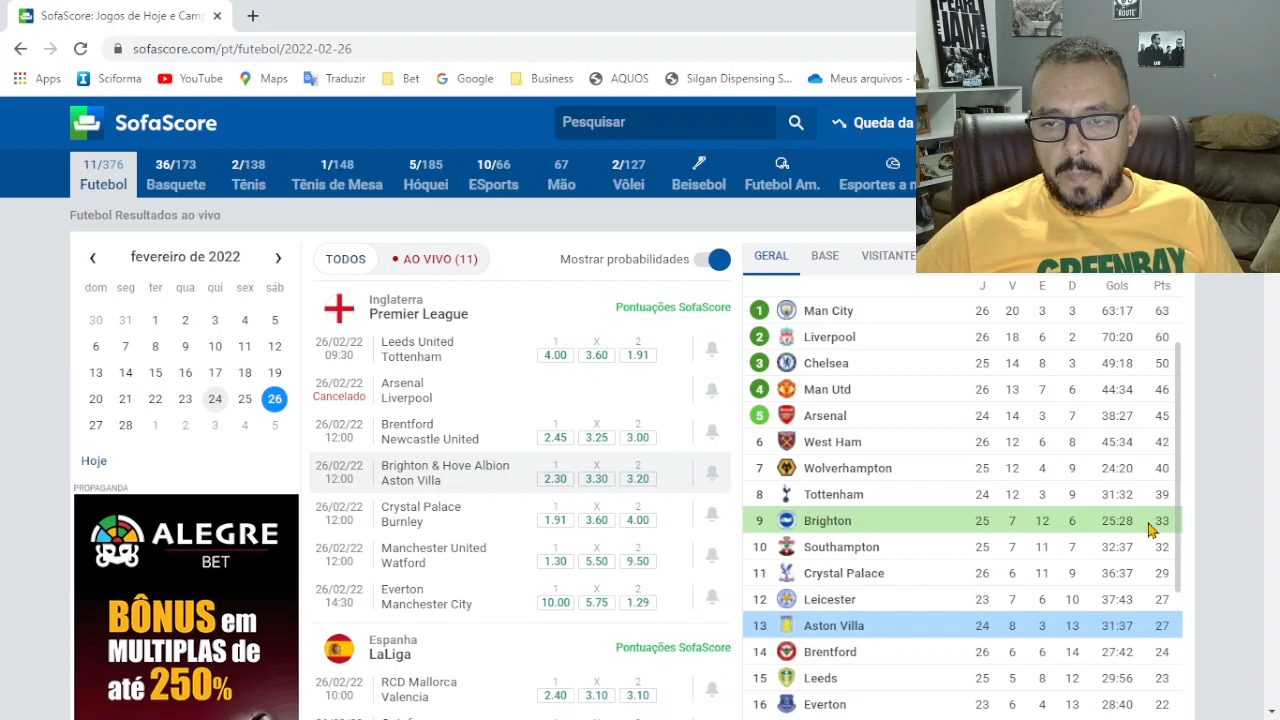 SofaScore: Jogos de Hoje e Camp
sofascore.com/pt/futebol/2022-02-26
Apps Sciforma YouTube Maps Traduzir Bet Google Business AQUOS Silgan Dispensing S... Meus arquivos -
SofaScore
Pesquisar
Queda da
11/376 36/173 2/138 1/148 5/185 10/66 67 2/127
Futebol Basquete Tênis Tênis de Mesa Hóquei ESports Mão Vôlei Beisebol Futebol Am. Esportes a
Futebol Resultados ao vivo
fevereiro de 2022
dom seg ter qua qui sex sáb
30 31 1 2 3 4 5
6 7 8 9 10 11 12
13 14 15 16 17 18 19
20 21 22 23 24 25 26
27 28 1 2 3 4 5
Hoje
PROPAGANDA
ALEGRE
BET
BÔNUS em
MULTIPLAS de
até 250%
TODOS
AO VIVO (11)
Mostrar probabilidades
Inglaterra
Premier League
Pontuações SofaScore
26/02/22 Leeds United 1 X 2
09:30 Tottenham 4.00 3.60 1.91
26/02/22 Arsenal
Cancelado Liverpool
26/02/22 Brentford 1 X 2
12:00 Newcastle United 2.45 3.25 3.00
26/02/22 Brighton & Hove Albion 1 X 2
12:00 Aston Villa 2.30 3.30 3.20
26/02/22 Crystal Palace 1 X 2
12:00 Burnley 1.91 3.60 4.00
26/02/22 Manchester United 1 X 2
12:00 Watford 1.30 5.50 9.50
26/02/22 Everton 1 X 2
14:30 Manchester City 10.00 5.75 1.29
Espanha
LaLiga
Pontuações SofaScore
26/02/22 RCD Mallorca 1 X 2
10:00 Valencia 2.40 3.10 3.10
GERAL BASE VISITANTE
J V E D Gols Pts
1 Man City 26 20 3 3 63:17 63
2 Liverpool 26 18 6 2 70:20 60
3 Chelsea 25 14 8 3 49:18 50
4 Man Utd 26 13 7 6 44:34 46
5 Arsenal 24 14 3 7 38:27 45
6 West Ham 26 12 6 8 45:34 42
7 Wolverhampton 25 12 4 9 24:20 40
8 Tottenham 24 12 3 9 31:32 39
9 Brighton 25 7 12 6 25:28 33
10 Southampton 25 7 11 7 32:37 32
11 Crystal Palace 26 6 11 9 36:37 29
12 Leicester 23 7 6 10 37:43 27
13 Aston Villa 24 8 3 13 31:37 27
14 Brentford 26 6 6 14 27:42 24
15 Leeds 25 5 8 12 29:56 23
16 Everton 23 6 4 13 28:40 22
PEARL
JAM
ROUTE
GREENBAY